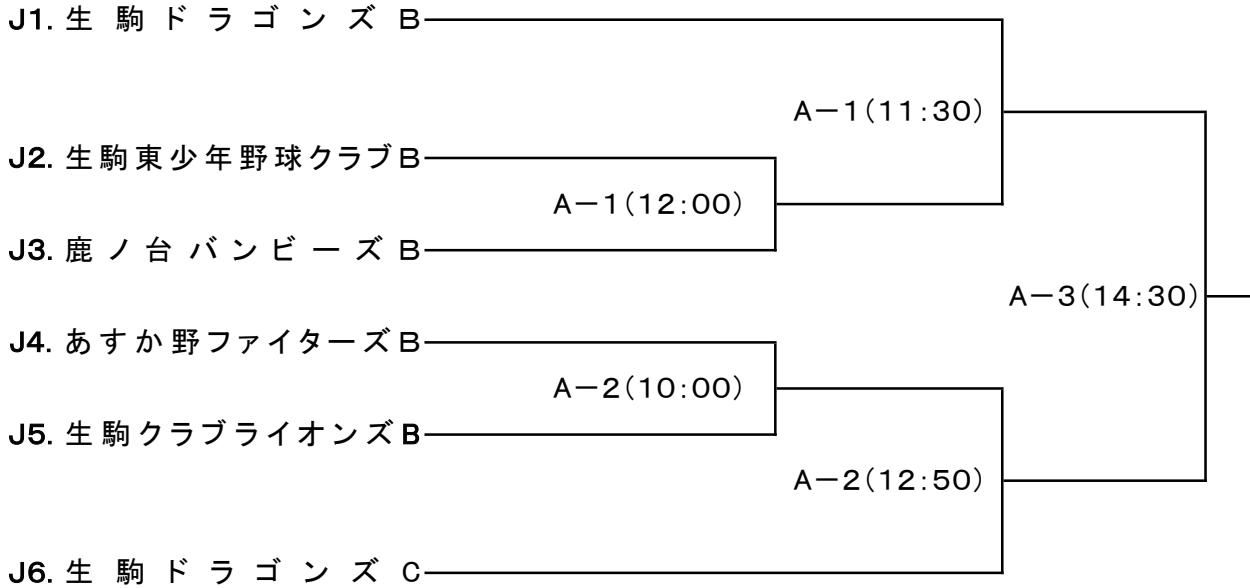 J1. 生駒ドラゴンズB
A－1(11:30)
J2. 生駒東少年野球クラブB
A－1(12:00)
J3. 鹿ノ台バンビーズB
A－3(14:30)
J4. あすか野ファイターズB
A－2(10:00)
J5. 生駒クラブライオンズB
A－2(12:50)
J6. 生駒ドラゴンズC